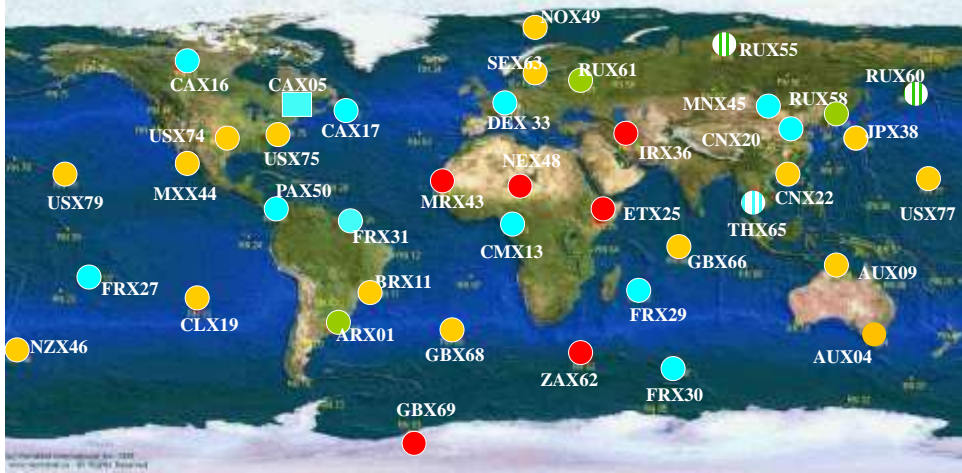 NOX49
RUX55
SEX63
RUX61
RUX60
CAX16
CAX05
MNX45
RUX58
CAX17
DEX 33
CNX20
JPX38
USX74
USX75
IRX36
NEX48
MXX44
PAX50
MRX43
CNX22
USX79
ETX25
USX77
FRX31
THX65
CMX13
GBX66
AUX09
FRX27
BRX11
CLX19
FRX29
ARX01
NZX46
GBX68
AUX04
ZAX62
FRX30
GBX69